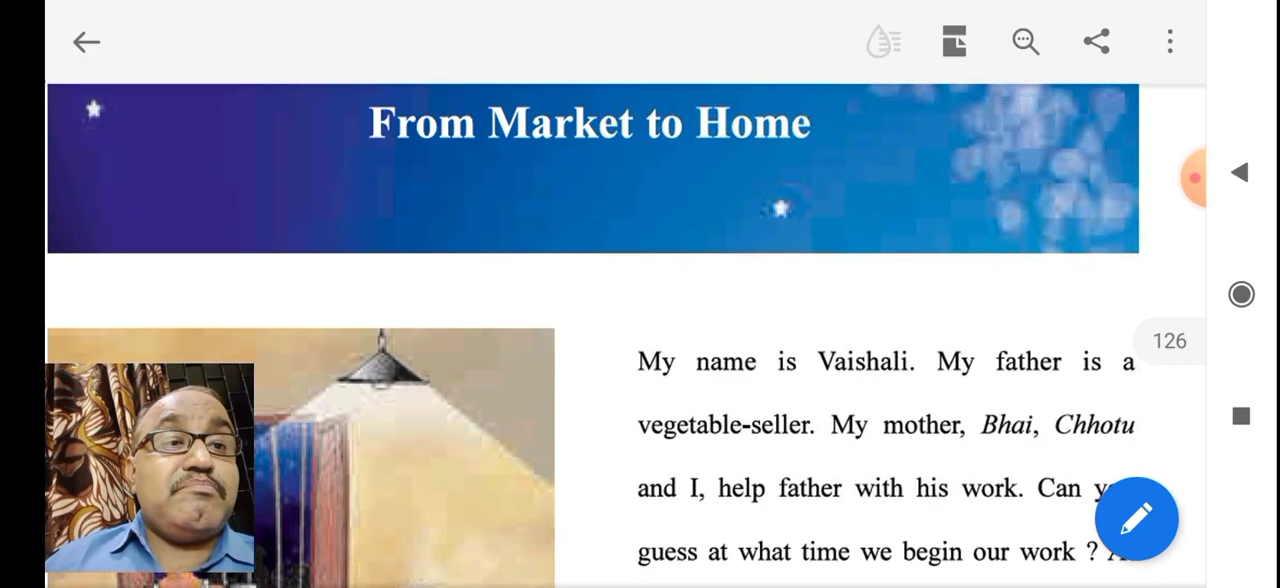 From Market to Home
126
My name is Vaishali. My father is a
vegetable-seller. My mother, Bhai, Chhotu
and I, help father with his work. Can
guess at what time we begin our work ?